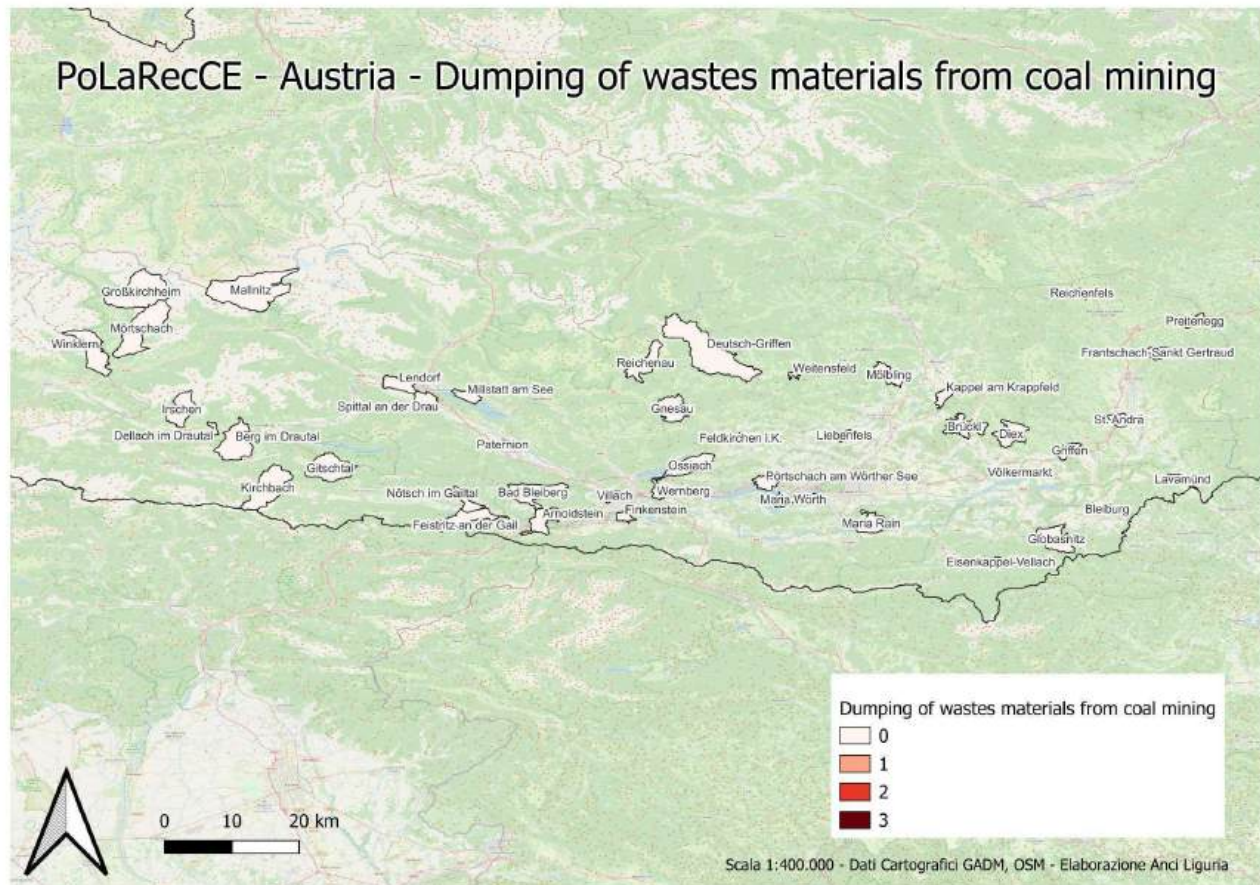 PoLaRecCE - Austria - Dumping of wastes materials from coal mining
Reichenfels
Großkirchheim
Mallnitz
Preitenegg
Mörtschach
Winklern
Deutsch-Griffen
Frantschach-Sankt Gertraud
Reichenau
Weitensfeld
Mölbling
Lendorf
Millstatt am See
Kappel am Krappfeld
Spittal an der Drau
Irschen
Gnesau
St. Andrä
Dellach im Drautal
Berg im Drautal
Brückl
Diex
Paternion
Feldkirchen i.K.
Liebenfels
Griffen
Gitschtal
Ossiach
Völkermarkt
Kirchbach
Pörtschach am Wörther See
Lavamünd
Nötsch im Gailtal
Bad Bleiberg
Villach
Wernberg
Maria Wörth
Feistritz an der Gail
Arnoldstein
Finkenstein
Maria Rain
Bleiburg
Globasnitz
Eisenkappel-Vellach
Dumping of wastes materials from coal mining
0
1
2
3
0 10 20 km
Scala 1:400.000 - Dati Cartografici GADM, OSM - Elaborazione Anci Liguria